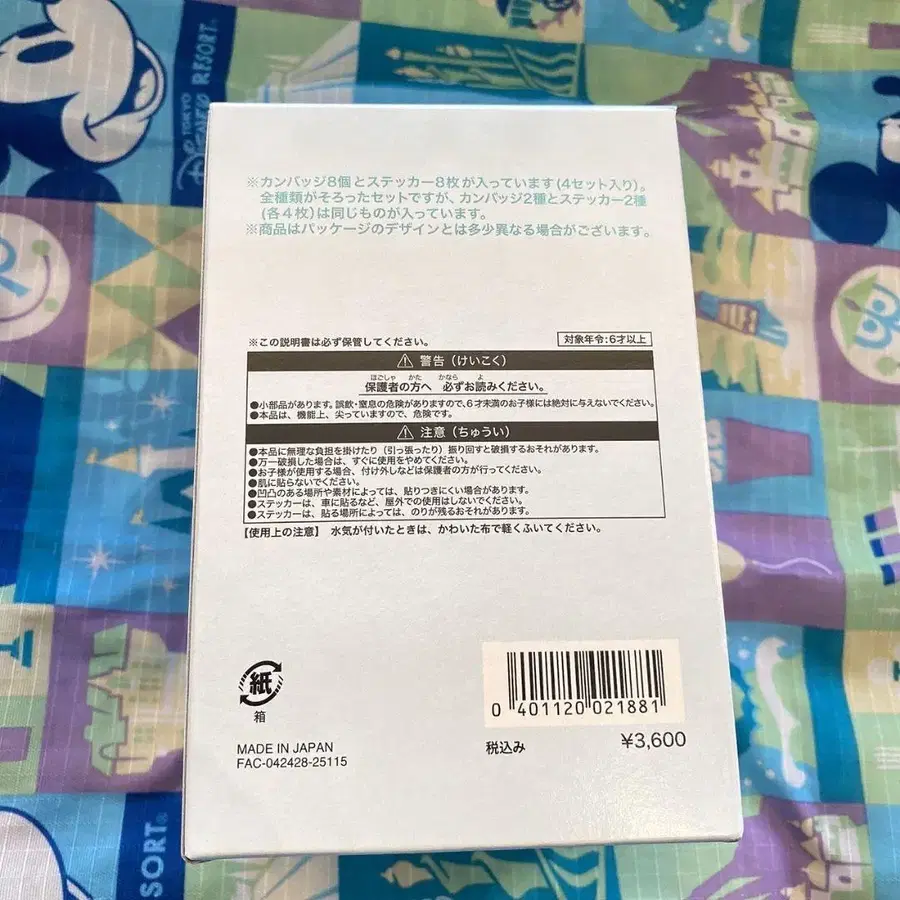 TOKYO
DISNEY RESORT®
※カンバッジ8個とステッカー8枚が入っています(4セット入り)。
全種類がそろったセットですが、カンバッジ2種とステッカー2種
(各4枚)は同じものが入っています。
※商品はパッケージのデザインとは多少異なる場合がございます。
※この説明書は必ず保管してください。
対象年令:6才以上
警告(けいこく)
ほごしゃ かた かなら よ
保護者の方へ 必ずお読みください。
●小部品があります。誤飲・窒息の危険がありますので、6才未満のお子様には絶対に与えないでください。
●本品は、機能上、尖っていますので、危険です。
注意(ちゅうい)
●本品に無理な負担を掛けたり(引っ張ったり)振り回すと破損するおそれがあります。
●万一破損した場合は、すぐに使用をやめてください。
●お子様が使用する場合、付け外しなどは保護者の方が行ってください。
●肌に貼らないでください。
●凹凸のある場所や素材によっては、貼りつきにくい場合があります。
●ステッカーは、車に貼るなど、屋外での使用はしないでください。
●ステッカーは、貼る場所によっては、のりが残るおそれがあります。
【使用上の注意】 水気が付いたときは、かわいた布で軽くふいてください。
紙
箱
0 401120 021881
MADE IN JAPAN
FAC-042428-25115
税込み ¥3,600
RESORT®